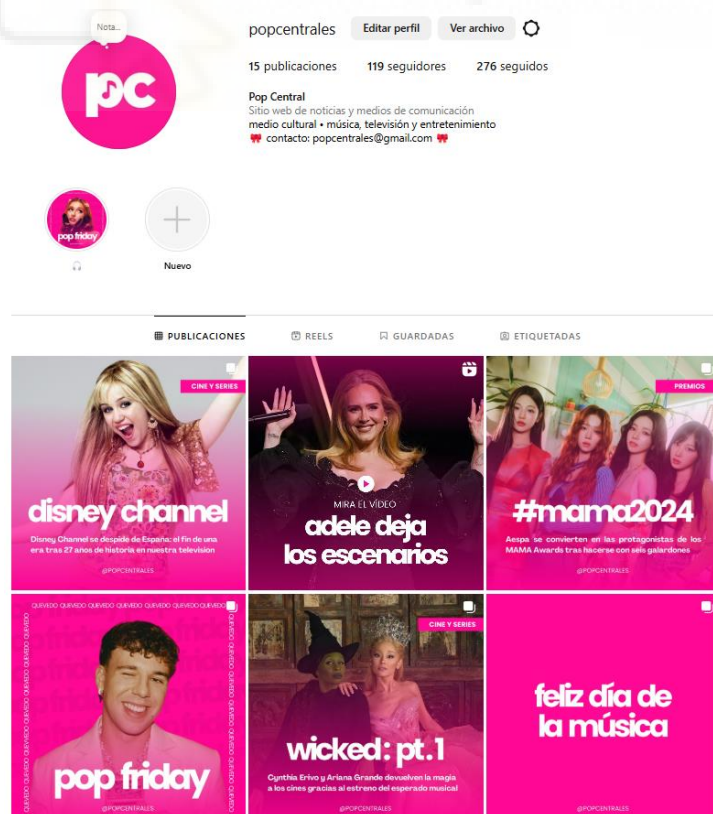 Nota...
popcentrales Editar perfil Ver archivo
15 publicaciones 119 seguidores 276 seguidos
Pop Central
Sitio web de noticias y medios de comunicación
medio cultural • música, televisión y entretenimiento
contacto: popcentrales@gmail.com
pc
pop friday
Nuevo
PUBLICACIONES REELS GUARDADAS ETIQUETADAS
CINE Y SERIES
disney channel
Disney Channel se despide de España: el fin de una
era tras 27 años de historia en nuestra television
@POPCENTRALES
MIRA EL VÍDEO
adele deja
los escenarios
PREMIOS
#mama2024
Aespa se convierten en las protagonistas de los
MAMA Awards tras hacerse con seis galardones
@POPCENTRALES
QUEVEDO QUEVEDO QUEVEDO QUEVEDO QUEVEDO QUEVEDO QUEVEDO
pop friday
@POPCENTRALES
CINE Y SERIES
wicked: pt.1
Cynthia Erivo y Ariana Grande devuelven la magia
a los cines gracias al estreno del esperado musical
@POPCENTRALES
feliz día de
la música
@POPCENTRALES